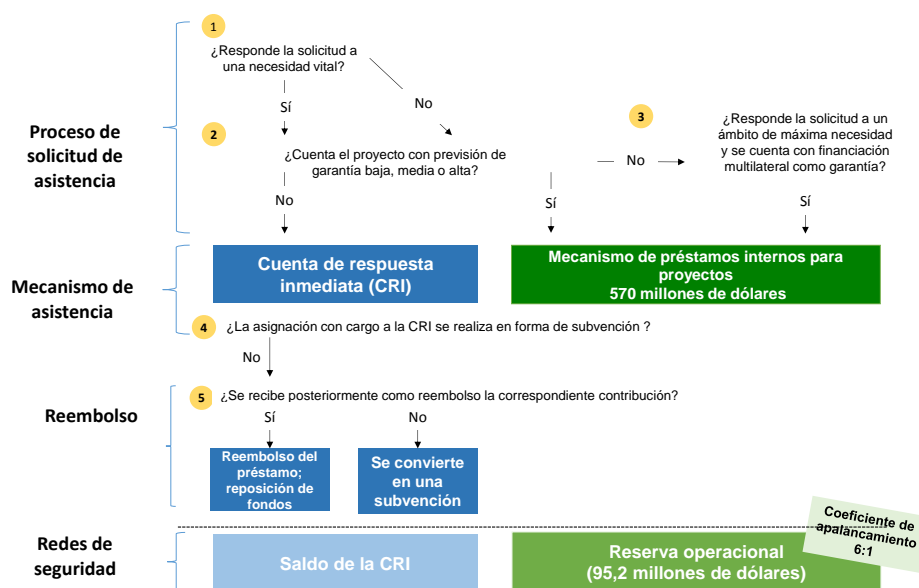 1
¿Responde la solicitud a
una necesidad vital?
Sí
No
Proceso de
solicitud de
asistencia
2
¿Cuenta el proyecto con previsión de
garantía baja, media o alta?
No
Sí
No
3
¿Responde la solicitud a un
ámbito de máxima necesidad
y se cuenta con financiación
multilateral como garantía?
Sí
Mecanismo de
asistencia
Cuenta de respuesta
inmediata (CRI)
Mecanismo de préstamos internos para
proyectos
570 millones de dólares
4
¿La asignación con cargo a la CRI se realiza en forma de subvención ?
No
Reembolso
5
¿Se recibe posteriormente como reembolso la correspondiente contribución?
Sí
No
Reembolso del
préstamo;
reposición de
fondos
Se convierte
en una
subvención
Redes de
seguridad
Saldo de la CRI
Reserva operacional
(95,2 millones de dólares)
Coeficiente de
apalancamiento
6:1